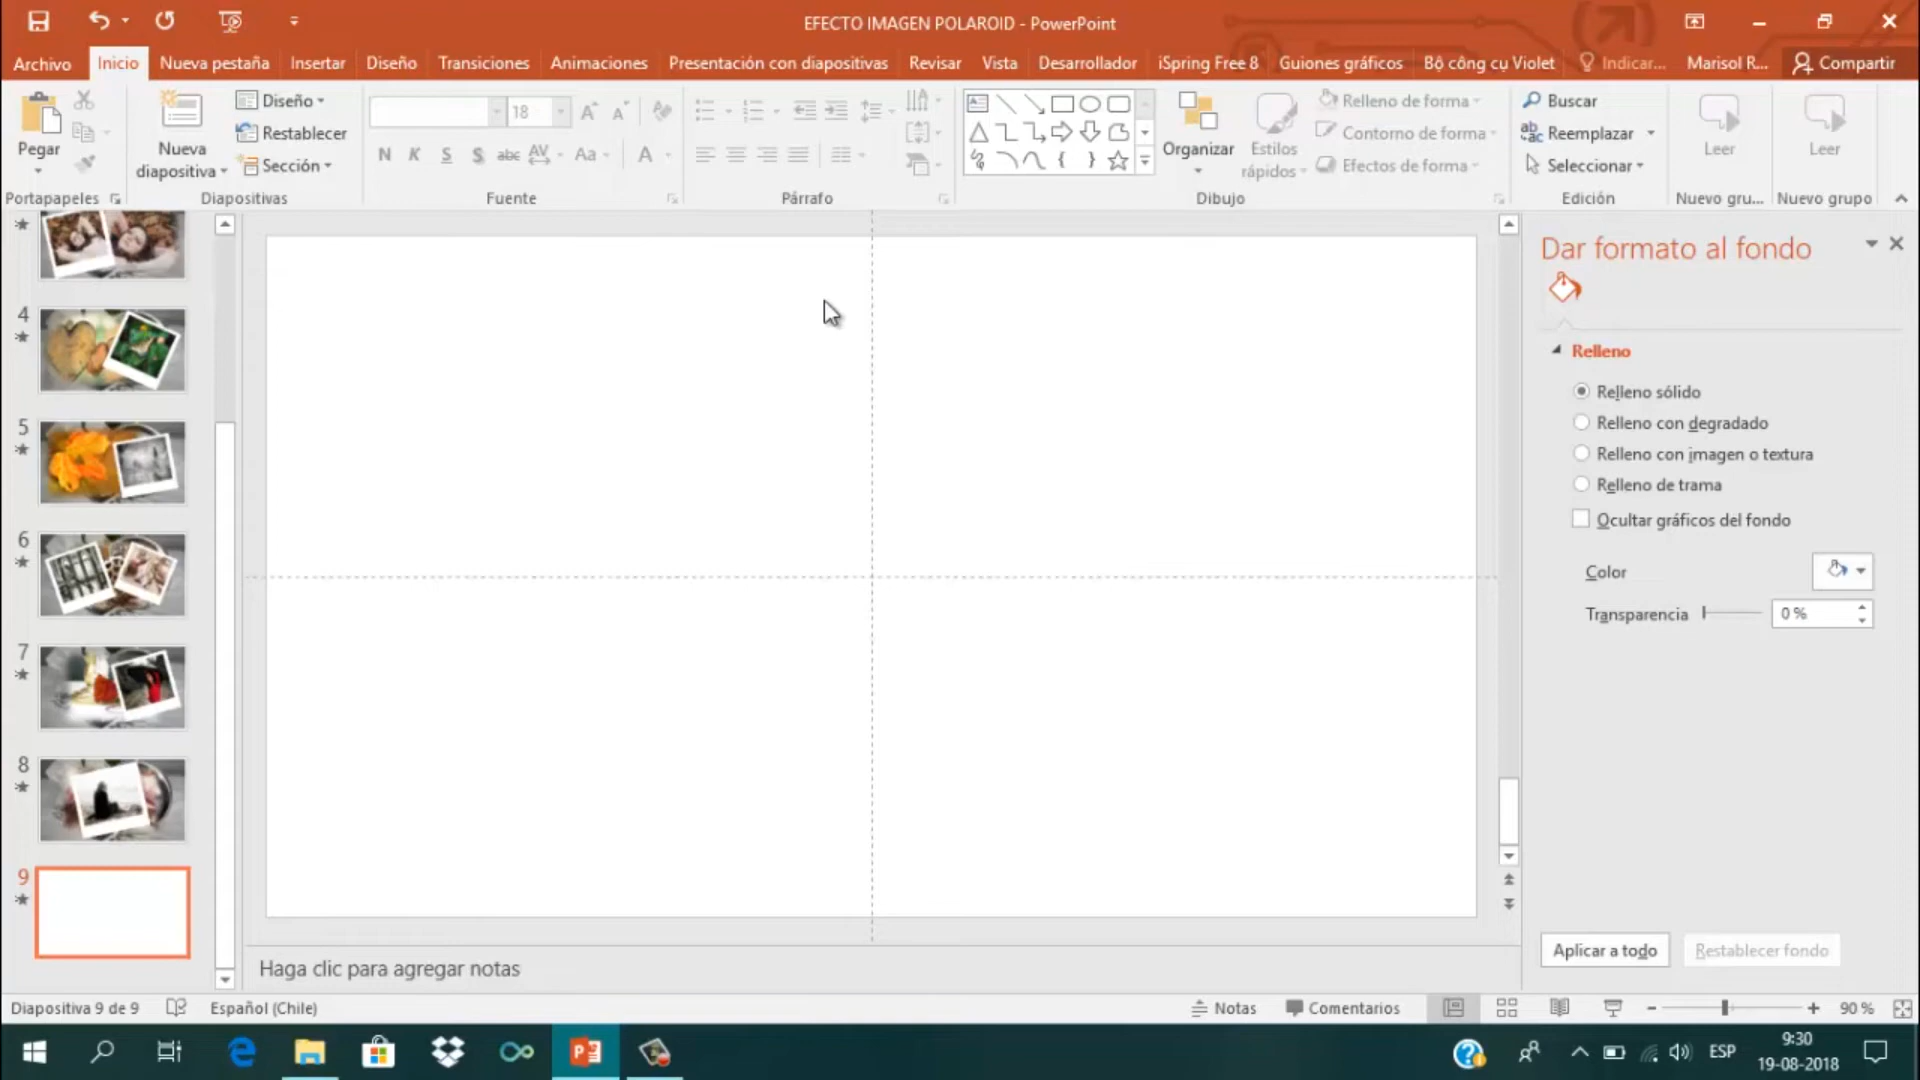 EFECTO IMAGEN POLAROID - PowerPoint
Archivo Inicio Nueva pestaña Insertar Diseño Transiciones Animaciones Presentación con diapositivas Revisar Vista Desarrollador iSpring Free 8 Guiones gráficos Bộ công cụ Violet Indicar... Marisol R... Compartir
Pegar
Portapapeles
Nueva diapositiva
Diseño
Restablecer
Sección
Diapositivas
18
N K S S abc AV Aa A
Fuente
Párrafo
Organizar
Estilos rápidos
Relleno de forma
Contorno de forma
Efectos de forma
Dibujo
Buscar
Reemplazar
Seleccionar
Edición
Leer
Nuevo gru...
Leer
Nuevo grupo
4
5
6
7
8
9
Dar formato al fondo
Relleno
Relleno sólido
Relleno con degradado
Relleno con imagen o textura
Relleno de trama
Ocultar gráficos del fondo
Color
Transparencia 0 %
Aplicar a todo Restablecer fondo
Haga clic para agregar notas
Diapositiva 9 de 9 Español (Chile) Notas Comentarios 90 %
ESP
9:30
19-08-2018